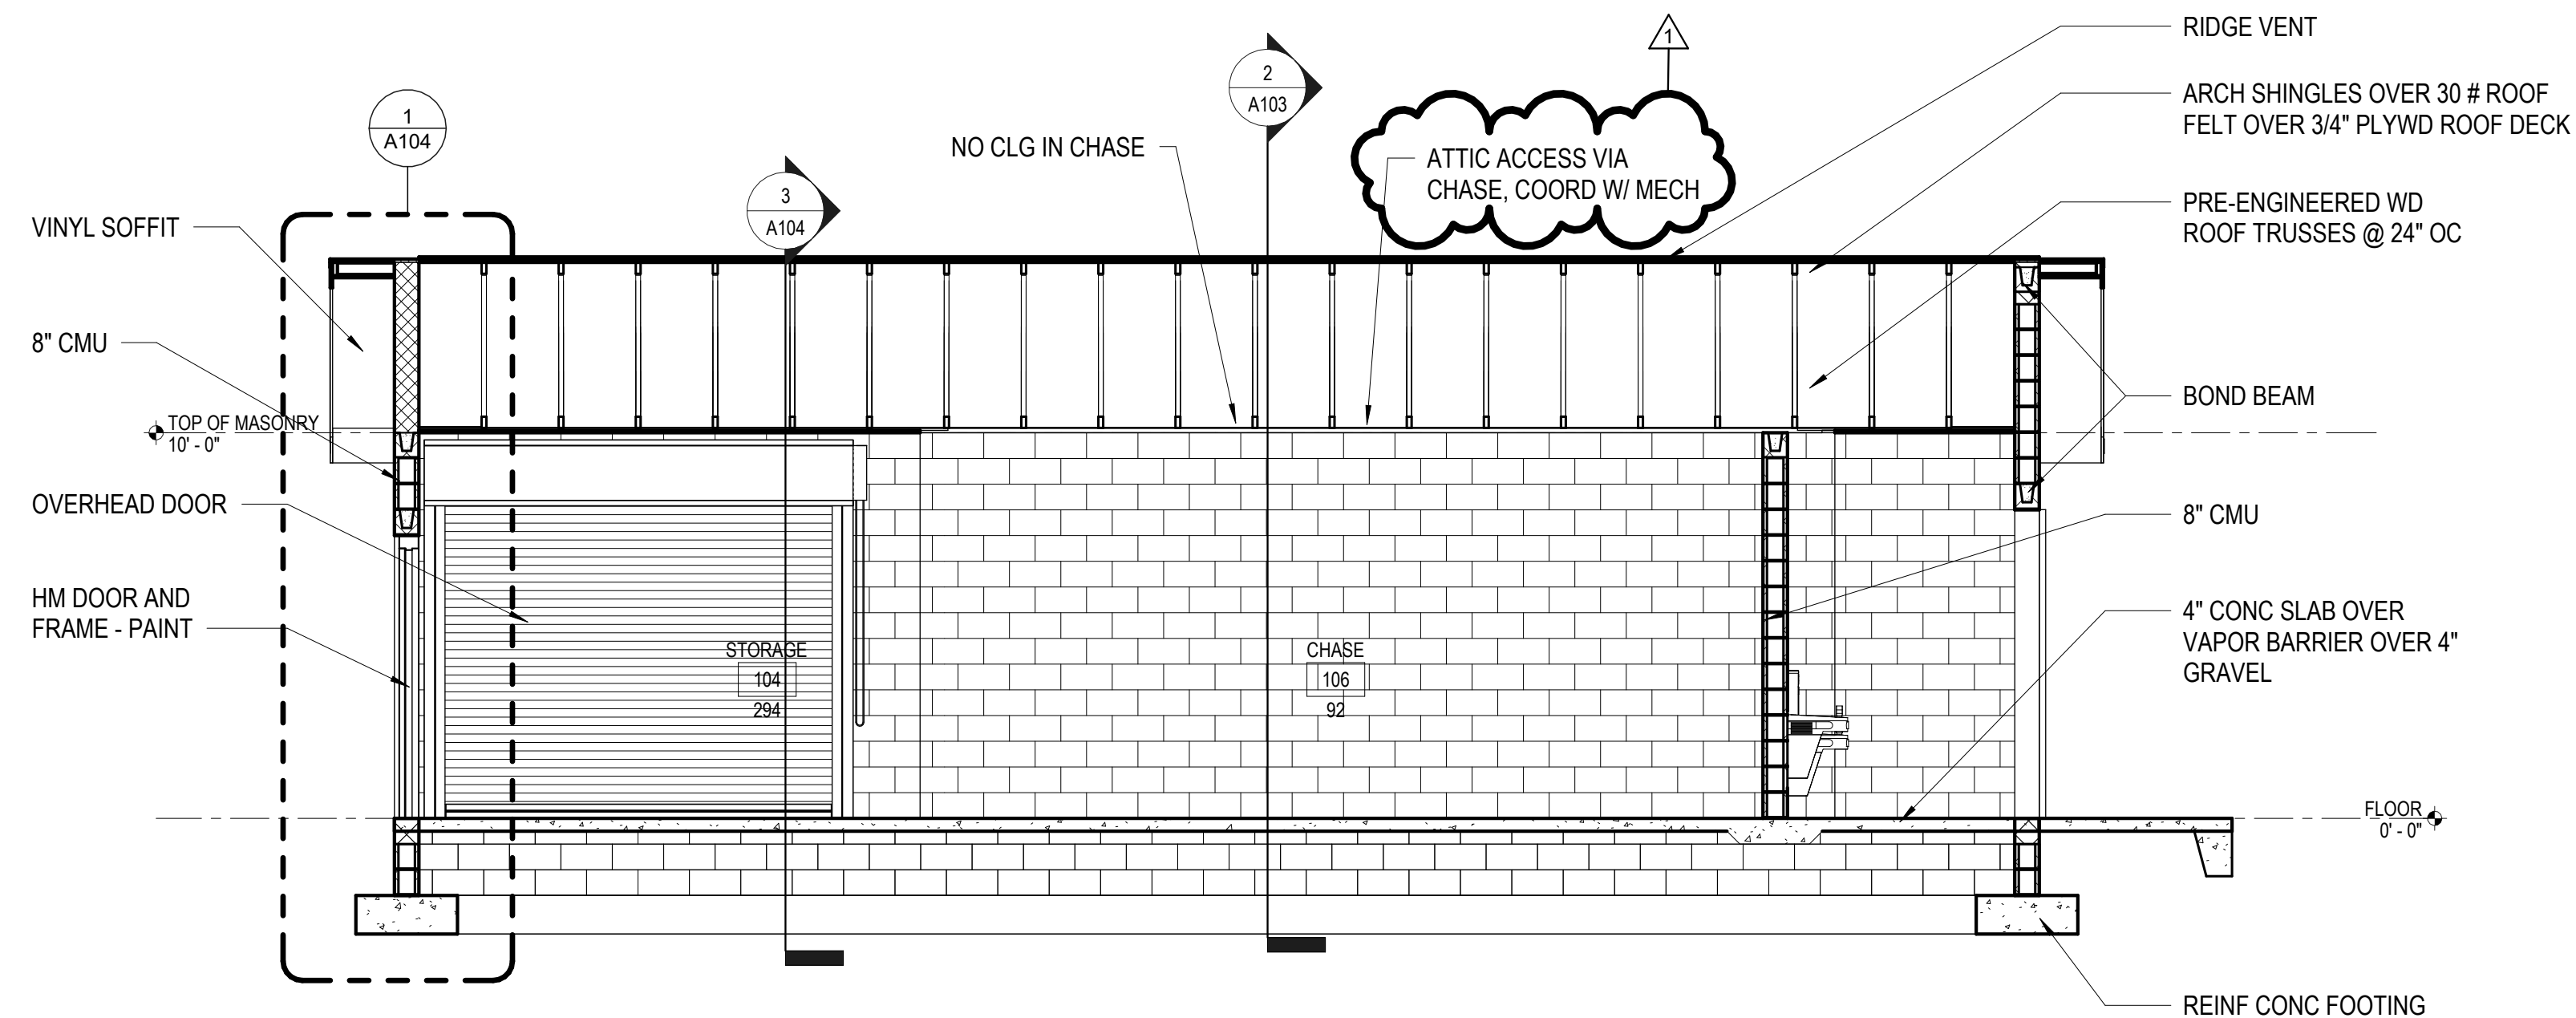 1
A104
3
A104
2
A103
1
NO CLG IN CHASE
ATTIC ACCESS VIA
CHASE, COORD W/ MECH
RIDGE VENT
ARCH SHINGLES OVER 30 # ROOF
FELT OVER 3/4" PLYWD ROOF DECK
PRE-ENGINEERED WD
ROOF TRUSSES @ 24" OC
VINYL SOFFIT
8" CMU
TOP OF MASONRY
10' - 0"
OVERHEAD DOOR
HM DOOR AND
FRAME - PAINT
BOND BEAM
8" CMU
4" CONC SLAB OVER
VAPOR BARRIER OVER 4"
GRAVEL
STORAGE
104
294
CHASE
106
92
FLOOR
0' - 0"
REINF CONC FOOTING